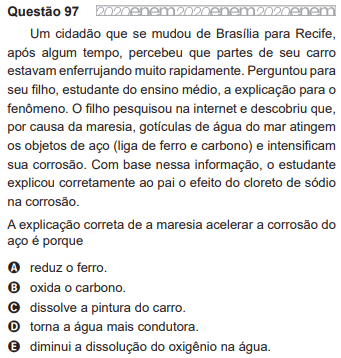 Questão 97 2020enem2020enem2020enem
Um cidadão que se mudou de Brasília para Recife,
após algum tempo, percebeu que partes de seu carro
estavam enferrujando muito rapidamente. Perguntou para
seu filho, estudante do ensino médio, a explicação para o
fenômeno. O filho pesquisou na internet e descobriu que,
por causa da maresia, gotículas de água do mar atingem
os objetos de aço (liga de ferro e carbono) e intensificam
sua corrosão. Com base nessa informação, o estudante
explicou corretamente ao pai o efeito do cloreto de sódio
na corrosão.
A explicação correta de a maresia acelerar a corrosão do
aço é porque
A reduz o ferro.
B oxida o carbono.
C dissolve a pintura do carro.
D torna a água mais condutora.
E diminui a dissolução do oxigênio na água.